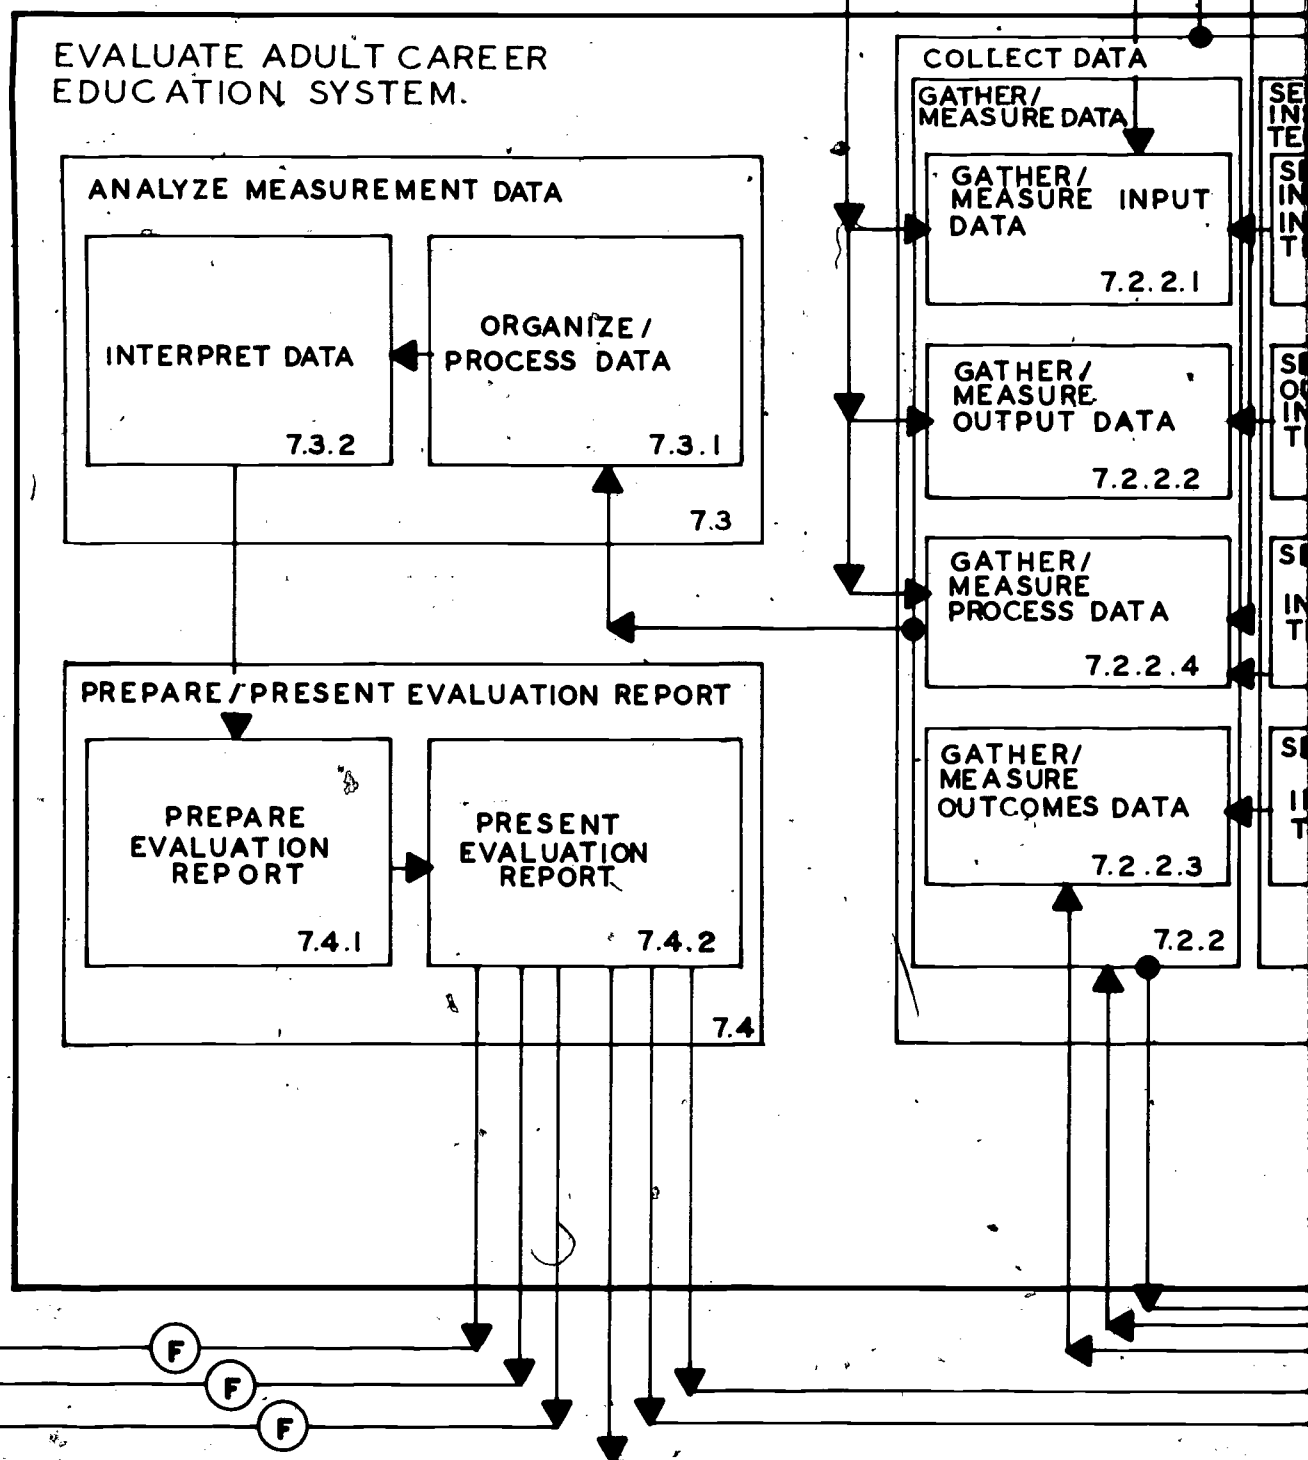 EVALUATE ADULT CAREER
EDUCATION SYSTEM.
ANALYZE MEASUREMENT DATA
INTERPRET DATA
7.3.2
ORGANIZE/
PROCESS DATA
7.3.1
7.3
PREPARE/PRESENT EVALUATION REPORT
PREPARE
EVALUATION
REPORT
7.4.1
PRESENT
EVALUATION
REPORT
7.4.2
7.4
COLLECT DATA
GATHER/
MEASURE DATA
GATHER/
MEASURE INPUT
DATA
7.2.2.1
GATHER/
MEASURE
OUTPUT DATA
7.2.2.2
GATHER/
MEASURE
PROCESS DATA
7.2.2.4
GATHER/
MEASURE
OUTCOMES DATA
7.2.2.3
7.2.2
F
F
F